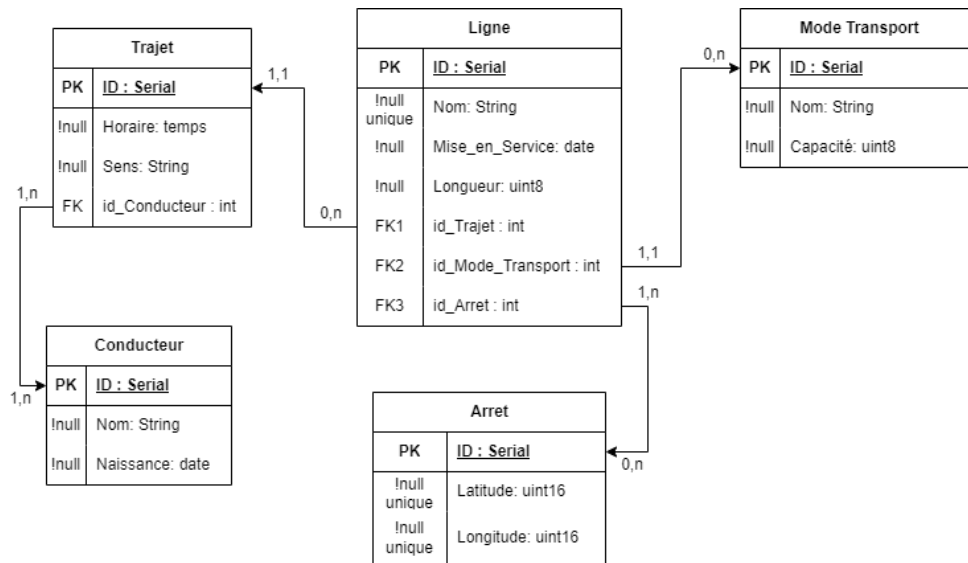 Trajet
PK ID : Serial
!null Horaire: temps
!null Sens: String
FK id_Conducteur : int
1,1
1,n
1,n
Ligne
PK ID : Serial
!null
unique Nom: String
!null Mise_en_Service: date
!null Longueur: uint8
FK1 id_Trajet : int
FK2 id_Mode_Transport : int
FK3 id_Arret : int
0,n
1,1
1,n
Mode Transport
PK ID : Serial
!null Nom: String
!null Capacité: uint8
0,n
Conducteur
PK ID : Serial
!null Nom: String
!null Naissance: date
Arret
PK ID : Serial
!null
unique Latitude: uint16
!null
unique Longitude: uint16
0,n